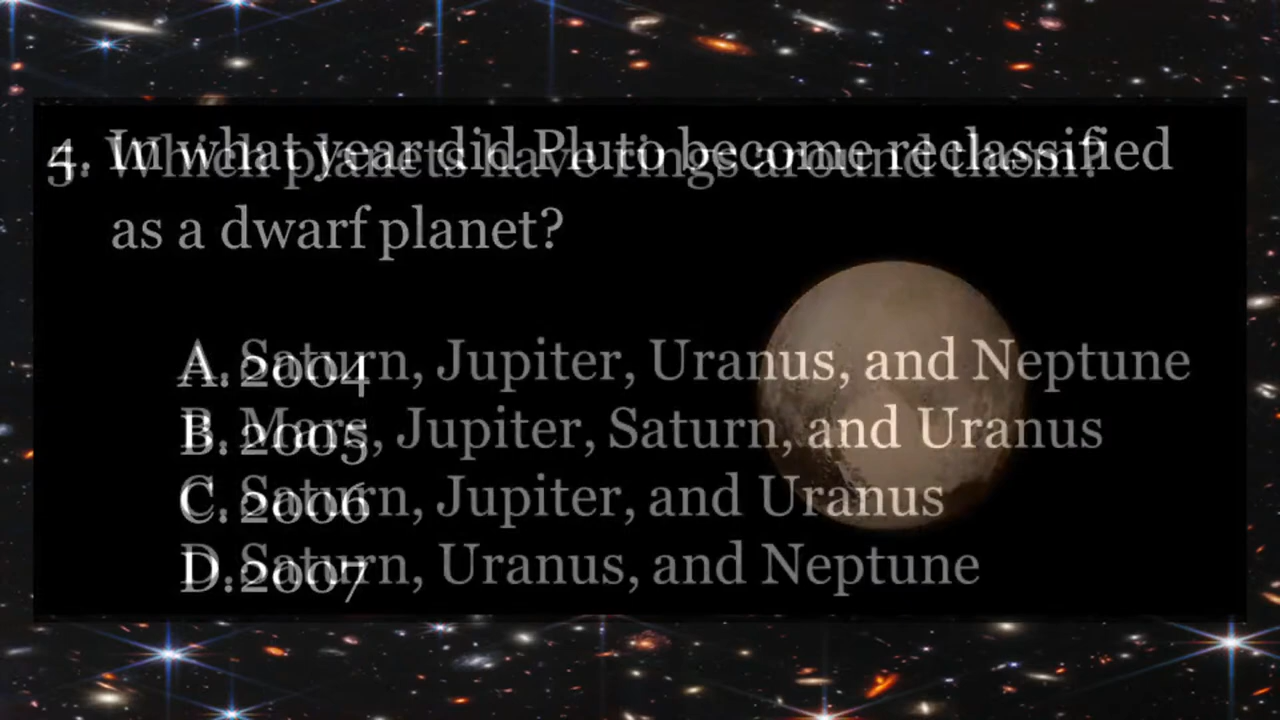 4. In what year did Pluto become reclassified
as a dwarf planet?
A. 2004
B. 2005
C. 2006
D. 2007
5. Which planets have rings around them?
A. Saturn, Jupiter, Uranus, and Neptune
B. Mars, Jupiter, Saturn, and Uranus
C. Saturn, Jupiter, and Uranus
D. Saturn, Uranus, and Neptune